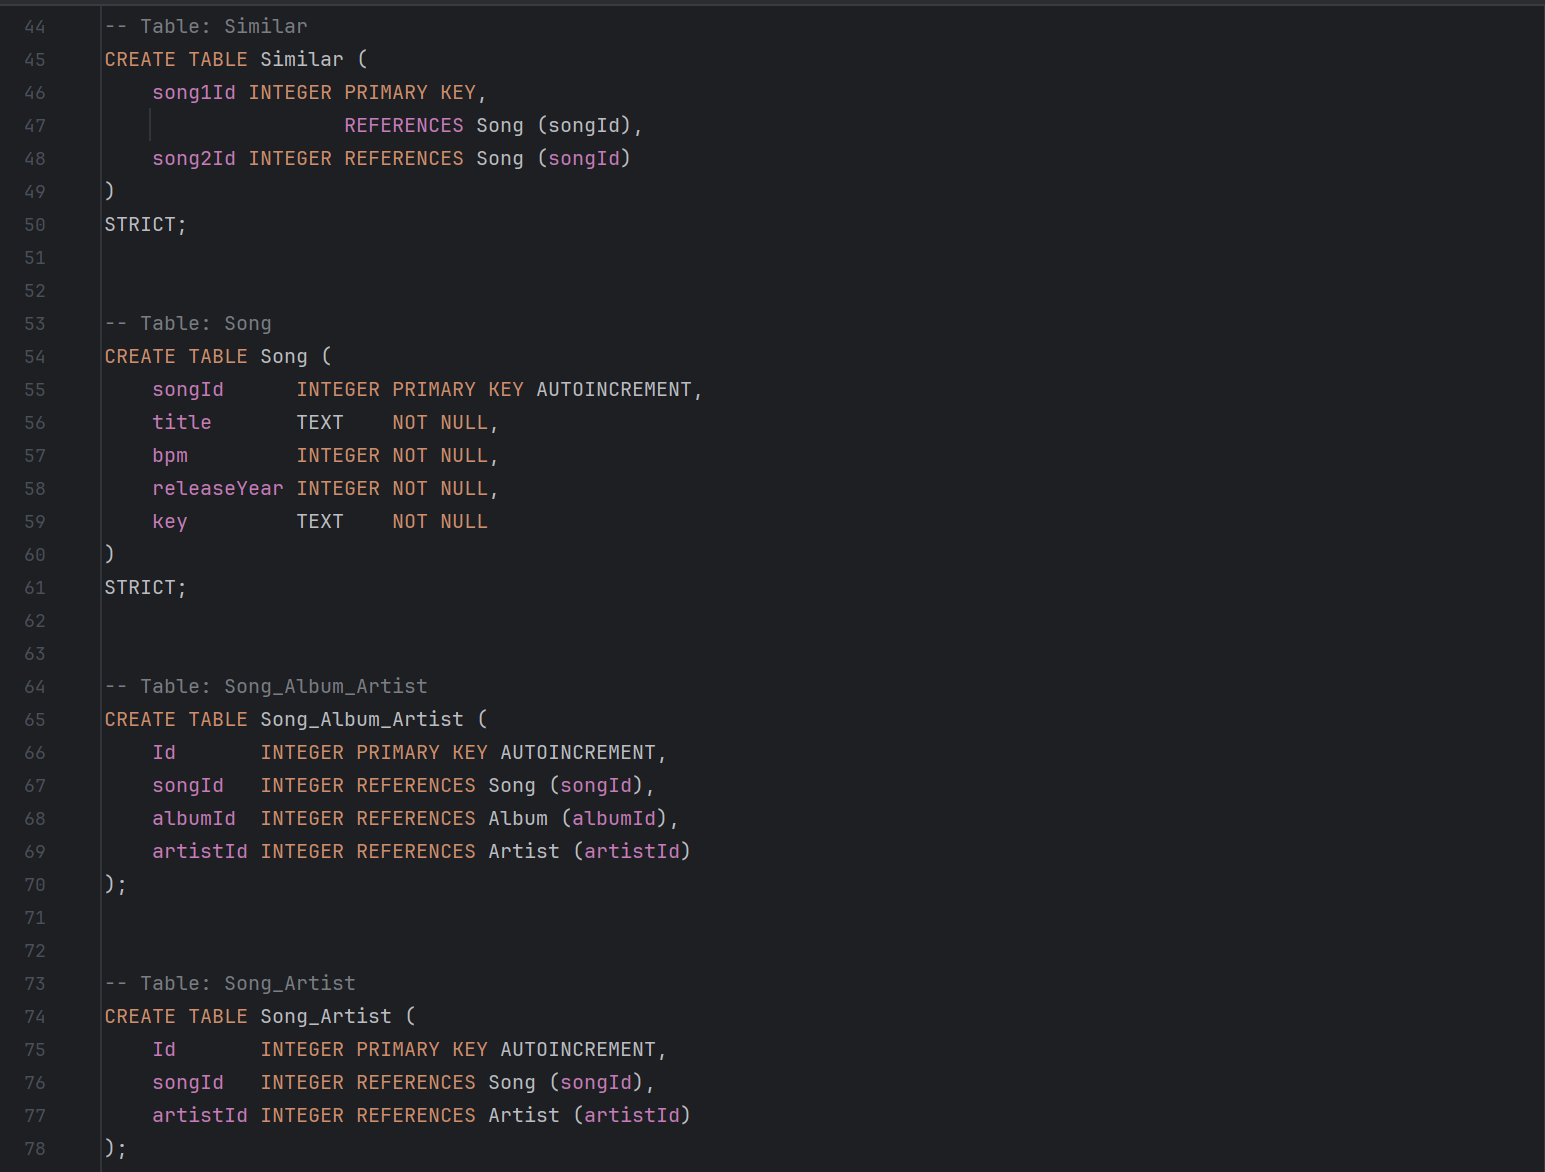 44 -- Table: Similar
45 CREATE TABLE Similar (
46     song1Id INTEGER PRIMARY KEY,
47                     REFERENCES Song (songId),
48     song2Id INTEGER REFERENCES Song (songId)
49 )
50 STRICT;
51
52
53 -- Table: Song
54 CREATE TABLE Song (
55     songId      INTEGER PRIMARY KEY AUTOINCREMENT,
56     title       TEXT    NOT NULL,
57     bpm         INTEGER NOT NULL,
58     releaseYear INTEGER NOT NULL,
59     key         TEXT    NOT NULL
60 )
61 STRICT;
62
63
64 -- Table: Song_Album_Artist
65 CREATE TABLE Song_Album_Artist (
66     Id       INTEGER PRIMARY KEY AUTOINCREMENT,
67     songId   INTEGER REFERENCES Song (songId),
68     albumId  INTEGER REFERENCES Album (albumId),
69     artistId INTEGER REFERENCES Artist (artistId)
70 );
71
72
73 -- Table: Song_Artist
74 CREATE TABLE Song_Artist (
75     Id       INTEGER PRIMARY KEY AUTOINCREMENT,
76     songId   INTEGER REFERENCES Song (songId),
77     artistId INTEGER REFERENCES Artist (artistId)
78 );